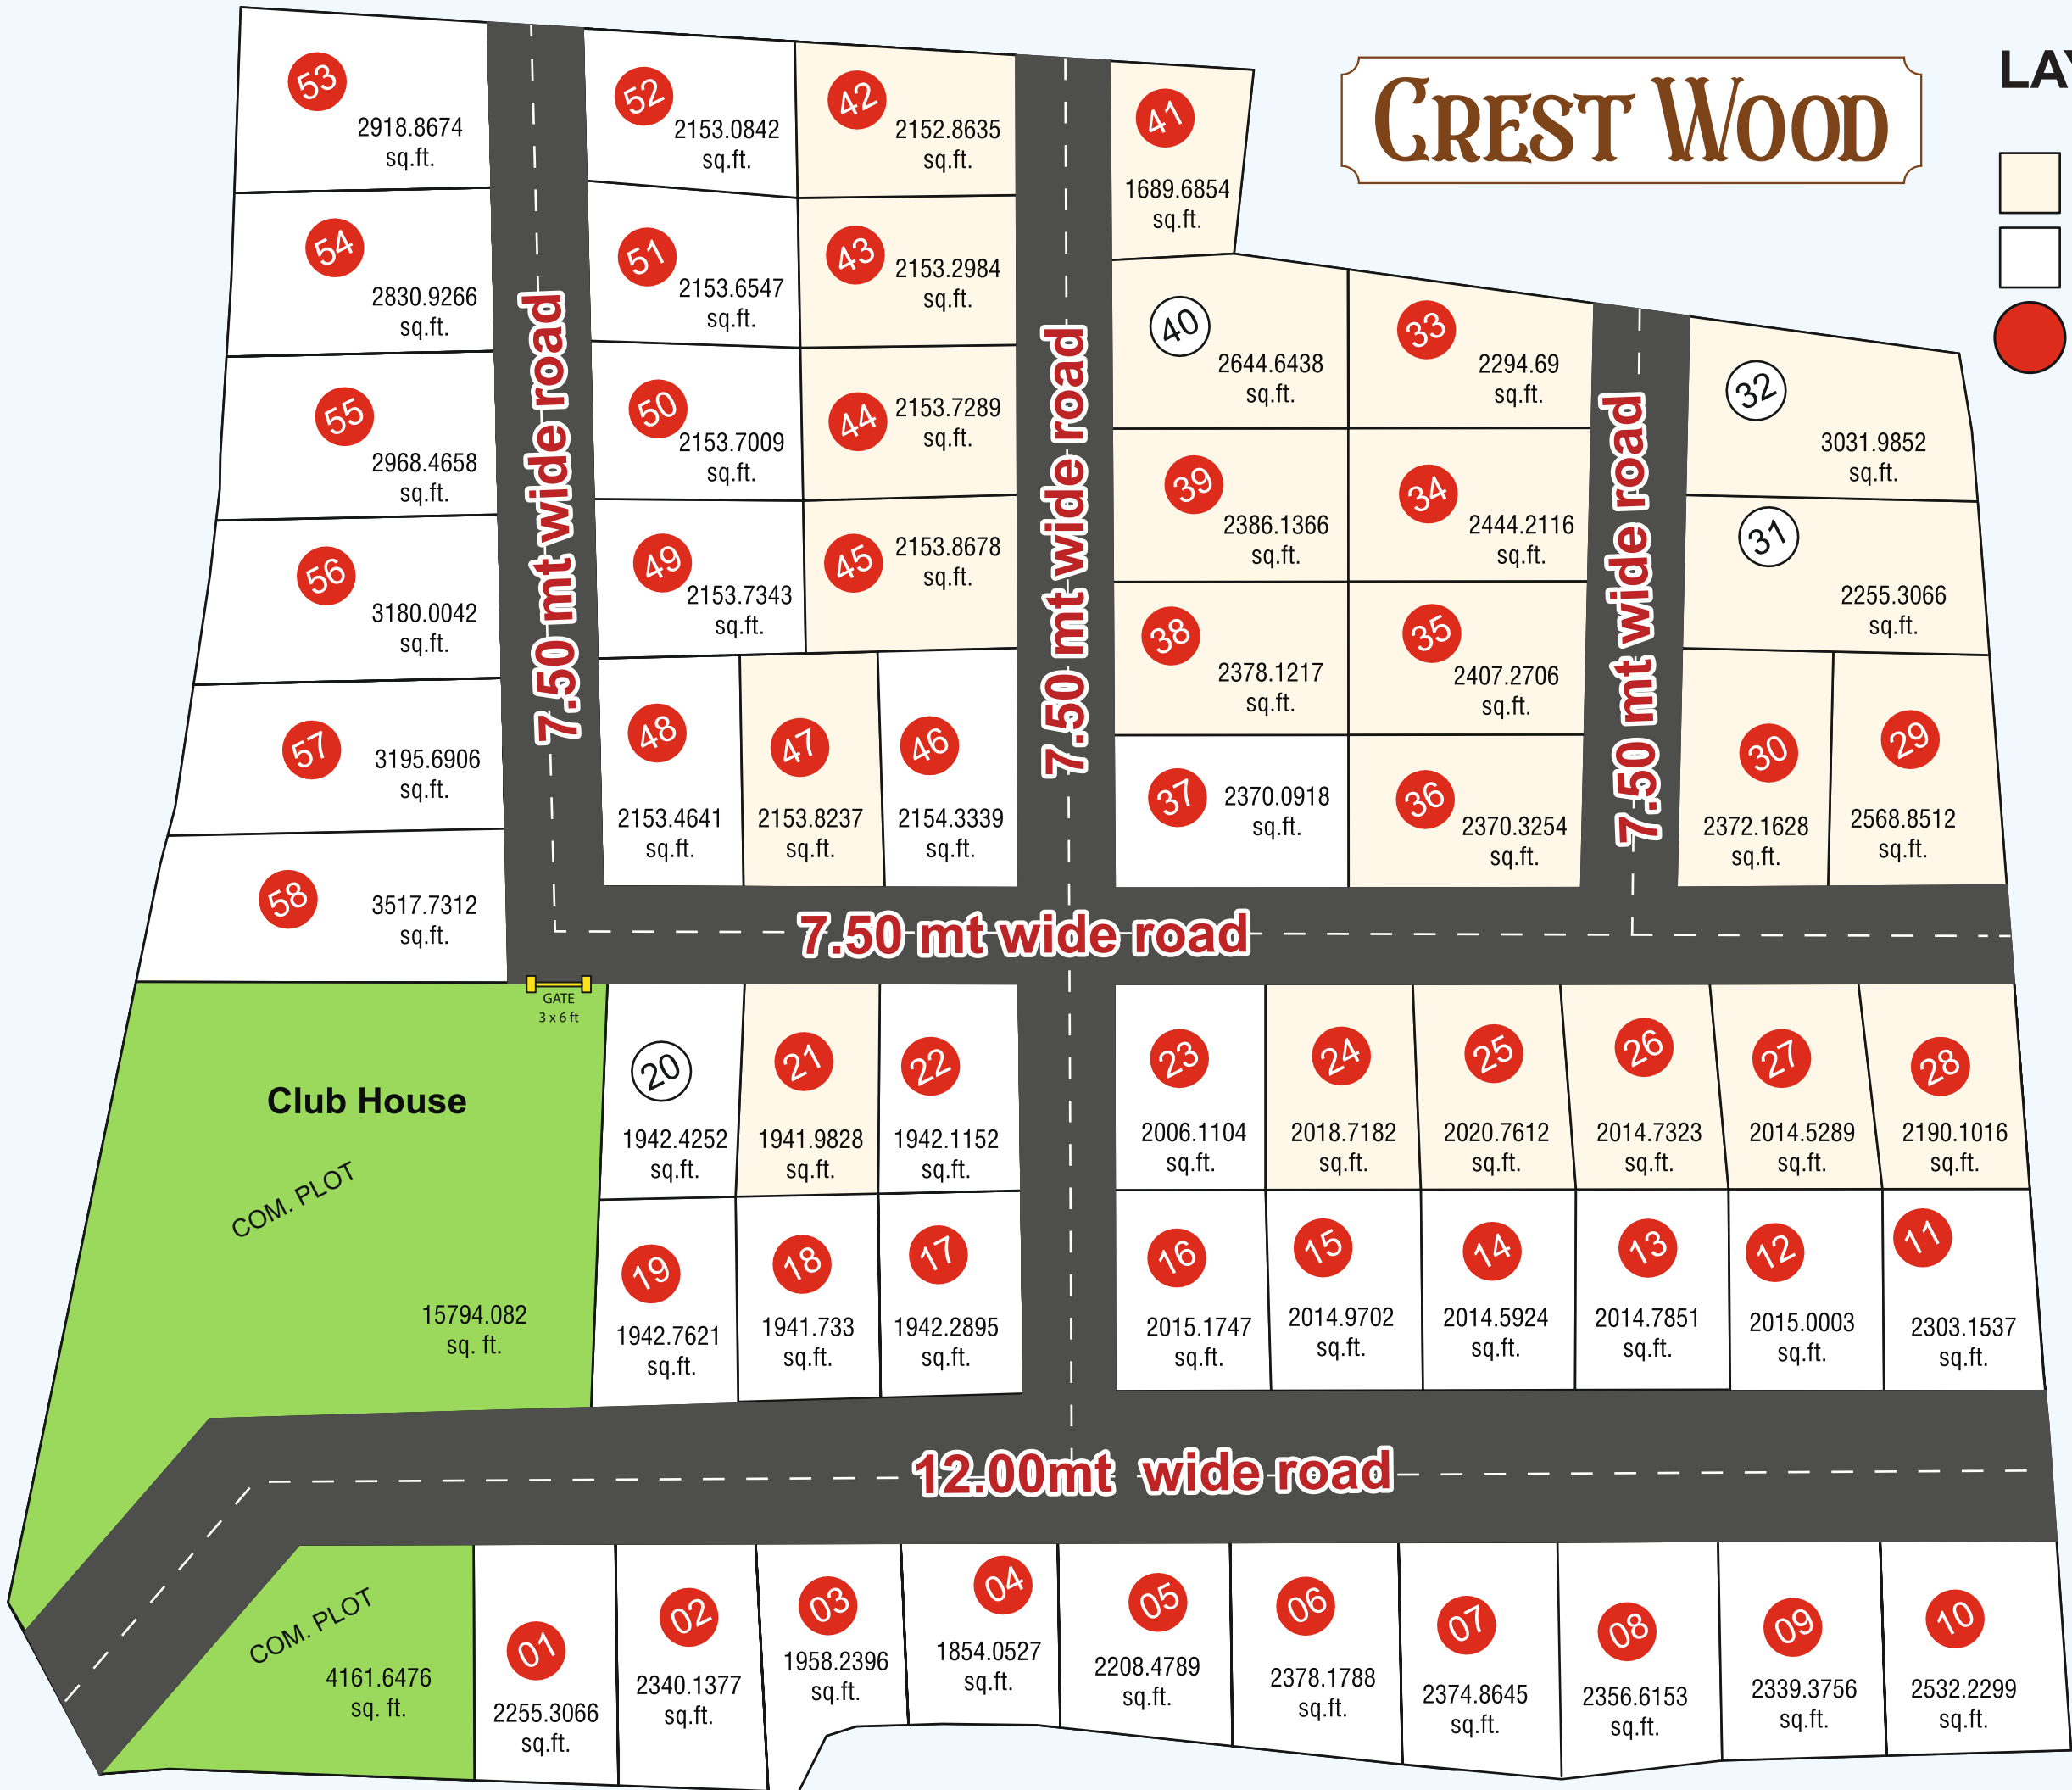 CREST WOOD
LAY
53
2918.8674
sq.ft.
54
2830.9266
sq.ft.
55
2968.4658
sq.ft.
56
3180.0042
sq.ft.
57
3195.6906
sq.ft.
58
3517.7312
sq.ft.
7.50 mt wide road
52
2153.0842
sq.ft.
51
2153.6547
sq.ft.
50
2153.7009
sq.ft.
49
2153.7343
sq.ft.
42
2152.8635
sq.ft.
43
2153.2984
sq.ft.
44
2153.7289
sq.ft.
45
2153.8678
sq.ft.
48
2153.4641
sq.ft.
47
2153.8237
sq.ft.
46
2154.3339
sq.ft.
7.50 mt wide road
41
1689.6854
sq.ft.
40
2644.6438
sq.ft.
39
2386.1366
sq.ft.
38
2378.1217
sq.ft.
37
2370.0918
sq.ft.
33
2294.69
sq.ft.
34
2444.2116
sq.ft.
35
2407.2706
sq.ft.
36
2370.3254
sq.ft.
7.50 mt wide road
32
3031.9852
sq.ft.
31
2255.3066
sq.ft.
30
2372.1628
sq.ft.
29
2568.8512
sq.ft.
7.50 mt wide road
GATE
3 x 6 ft
Club House
COM. PLOT
15794.082
sq. ft.
20
1942.4252
sq.ft.
21
1941.9828
sq.ft.
22
1942.1152
sq.ft.
23
2006.1104
sq.ft.
24
2018.7182
sq.ft.
25
2020.7612
sq.ft.
26
2014.7323
sq.ft.
27
2014.5289
sq.ft.
28
2190.1016
sq.ft.
19
1942.7621
sq.ft.
18
1941.733
sq.ft.
17
1942.2895
sq.ft.
16
2015.1747
sq.ft.
15
2014.9702
sq.ft.
14
2014.5924
sq.ft.
13
2014.7851
sq.ft.
12
2015.0003
sq.ft.
11
2303.1537
sq.ft.
12.00mt wide road
COM. PLOT
4161.6476
sq. ft.
01
2255.3066
sq.ft.
02
2340.1377
sq.ft.
03
1958.2396
sq.ft.
04
1854.0527
sq.ft.
05
2208.4789
sq.ft.
06
2378.1788
sq.ft.
07
2374.8645
sq.ft.
08
2356.6153
sq.ft.
09
2339.3756
sq.ft.
10
2532.2299
sq.ft.